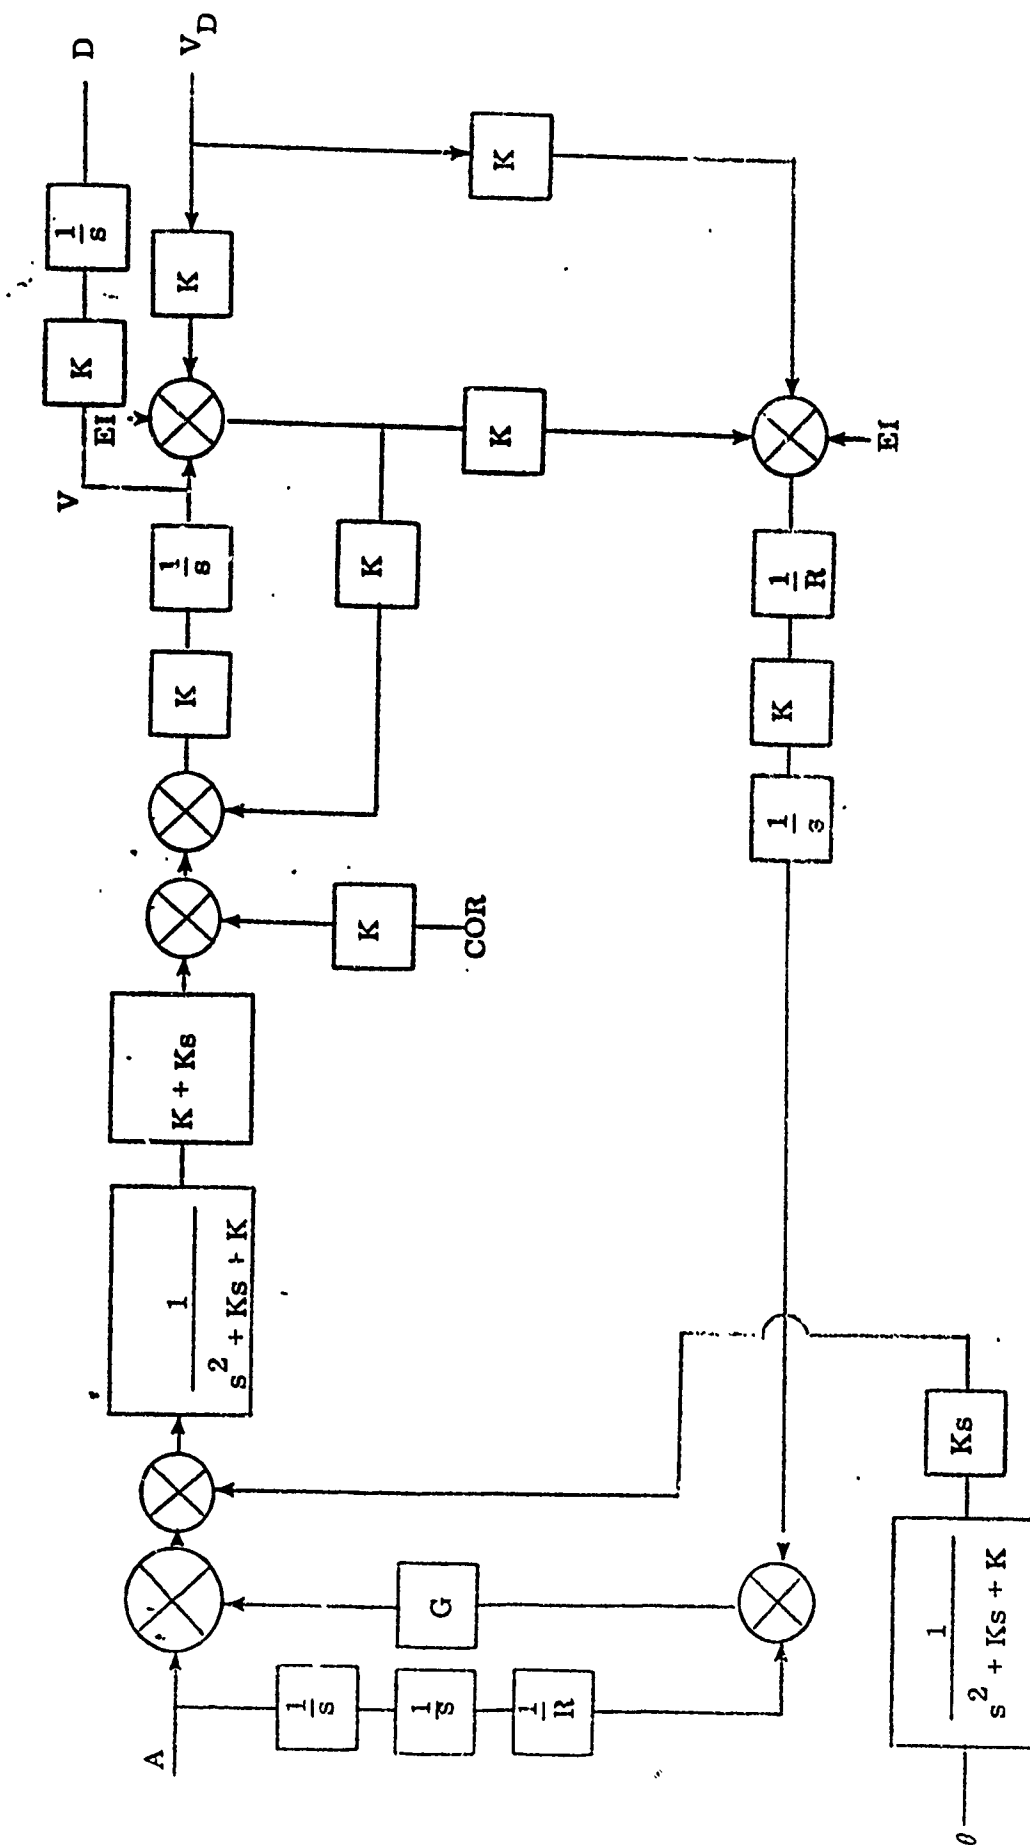 D
1/s
K
V
EI
V_D
K
K
1/s
K
K
K
COR
K + Ks
1
s² + Ks + K
A
1/s
1/s
1/R
G
EI
1/R
K
1/s
Ks
1
s² + Ks + K
θ